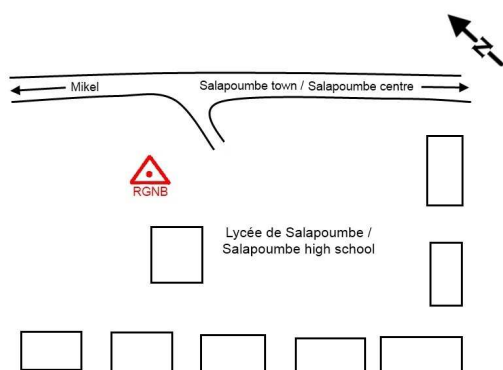 N
Mikel
Salapoumbe town / Salapoumbe centre
RGNB
Lycée de Salapoumbe /
Salapoumbe high school